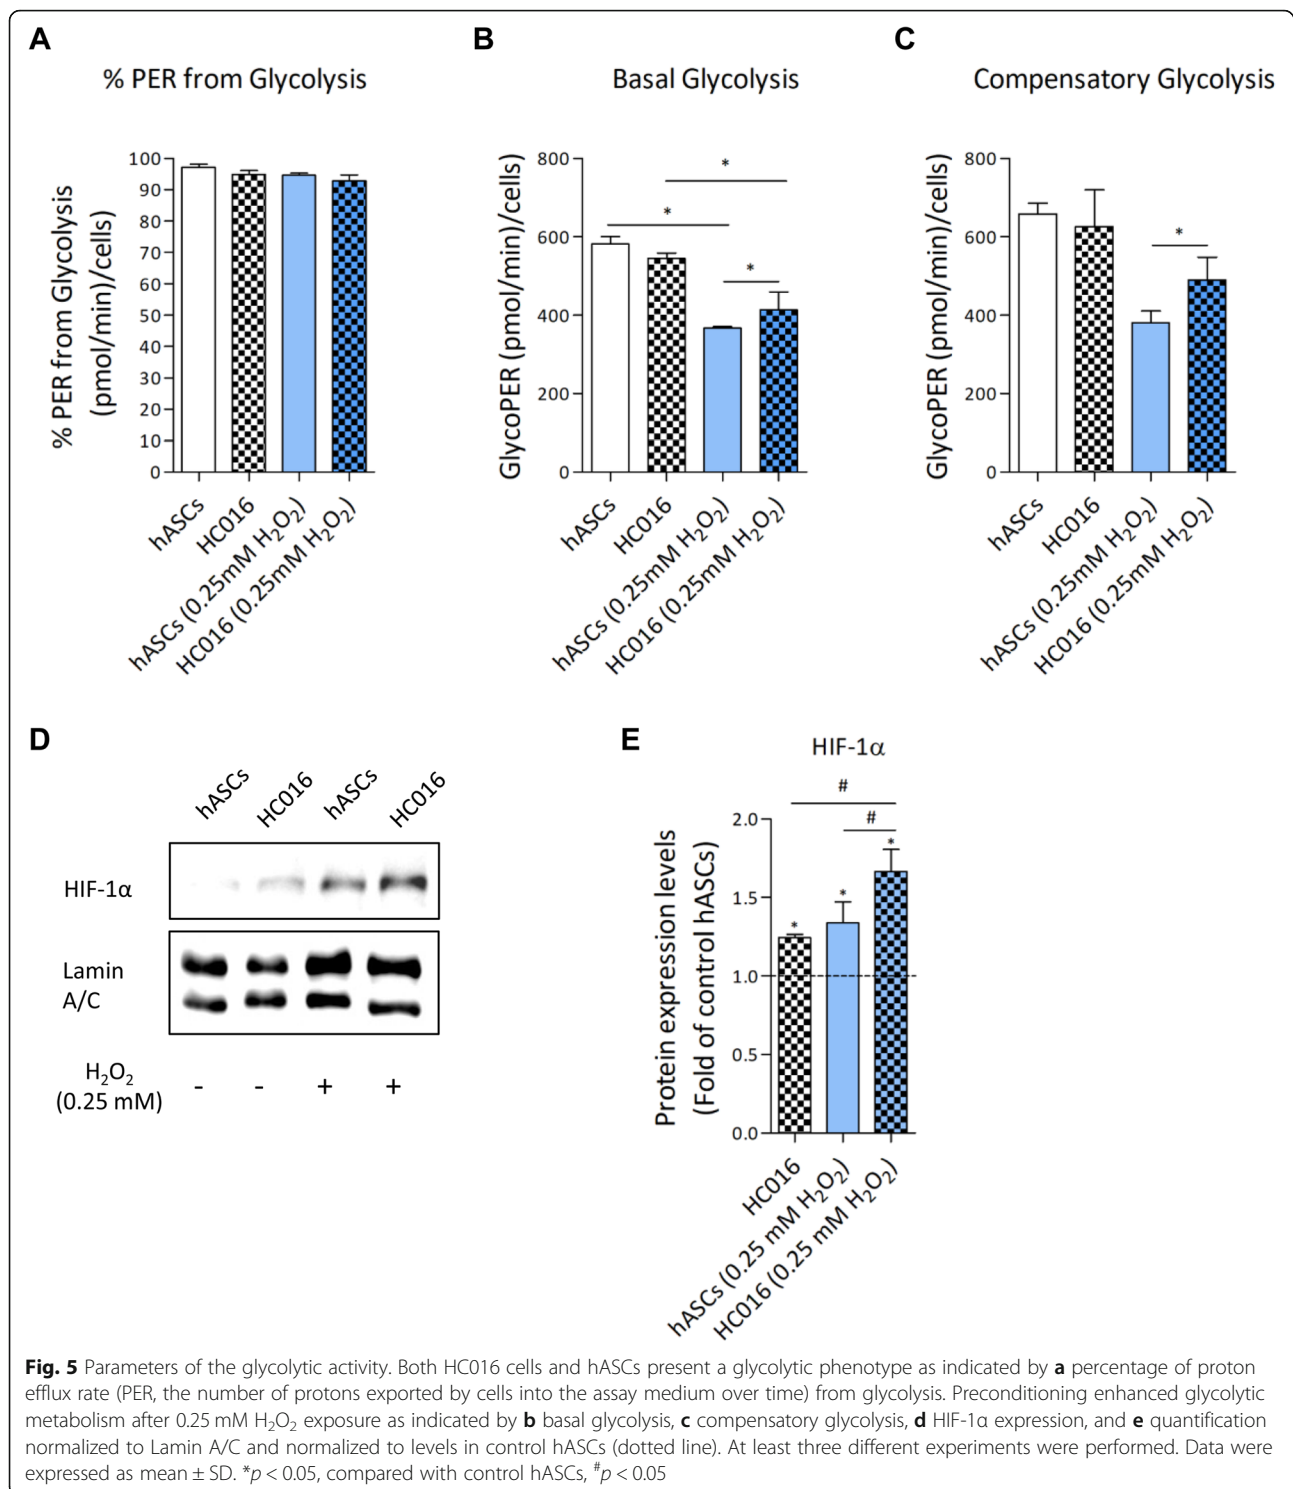 A
% PER from Glycolysis
% PER from Glycolysis
(pmol/min)/cells)
100
90
80
70
60
50
40
30
20
10
0
hASCs
HC016
hASCs (0.25mM H₂O₂)
HC016 (0.25mM H₂O₂)
B
Basal Glycolysis
GlycoPER (pmol/min)/cells)
800
600
400
200
0
*
*
*
hASCs
HC016
hASCs (0.25mM H₂O₂)
HC016 (0.25mM H₂O₂)
C
Compensatory Glycolysis
GlycoPER (pmol/min)/cells)
800
600
400
200
0
*
hASCs
HC016
hASCs (0.25mM H₂O₂)
HC016 (0.25mM H₂O₂)
D
hASCs
HC016
hASCs
HC016
HIF-1α
Lamin
A/C
H₂O₂
(0.25 mM)
- - + +
E
HIF-1α
Protein expression levels
(Fold of control hASCs)
2.0
1.5
1.0
0.5
0.0
#
#
*
*
*
HC016
hASCs (0.25 mM H₂O₂)
HC016 (0.25 mM H₂O₂)
Fig. 5 Parameters of the glycolytic activity. Both HC016 cells and hASCs present a glycolytic phenotype as indicated by a percentage of proton
efflux rate (PER, the number of protons exported by cells into the assay medium over time) from glycolysis. Preconditioning enhanced glycolytic
metabolism after 0.25 mM H₂O₂ exposure as indicated by b basal glycolysis, c compensatory glycolysis, d HIF-1α expression, and e quantification
normalized to Lamin A/C and normalized to levels in control hASCs (dotted line). At least three different experiments were performed. Data were
expressed as mean ± SD. *p < 0.05, compared with control hASCs, #p < 0.05